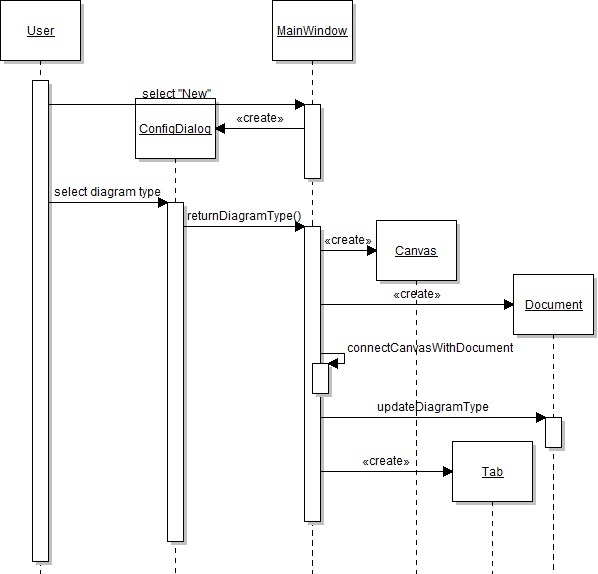 User
MainWindow
select "New"
«create»
ConfigDialog
select diagram type
returnDiagramType()
«create»
Canvas
«create»
Document
connectCanvasWithDocument
updateDiagramType
«create»
Tab